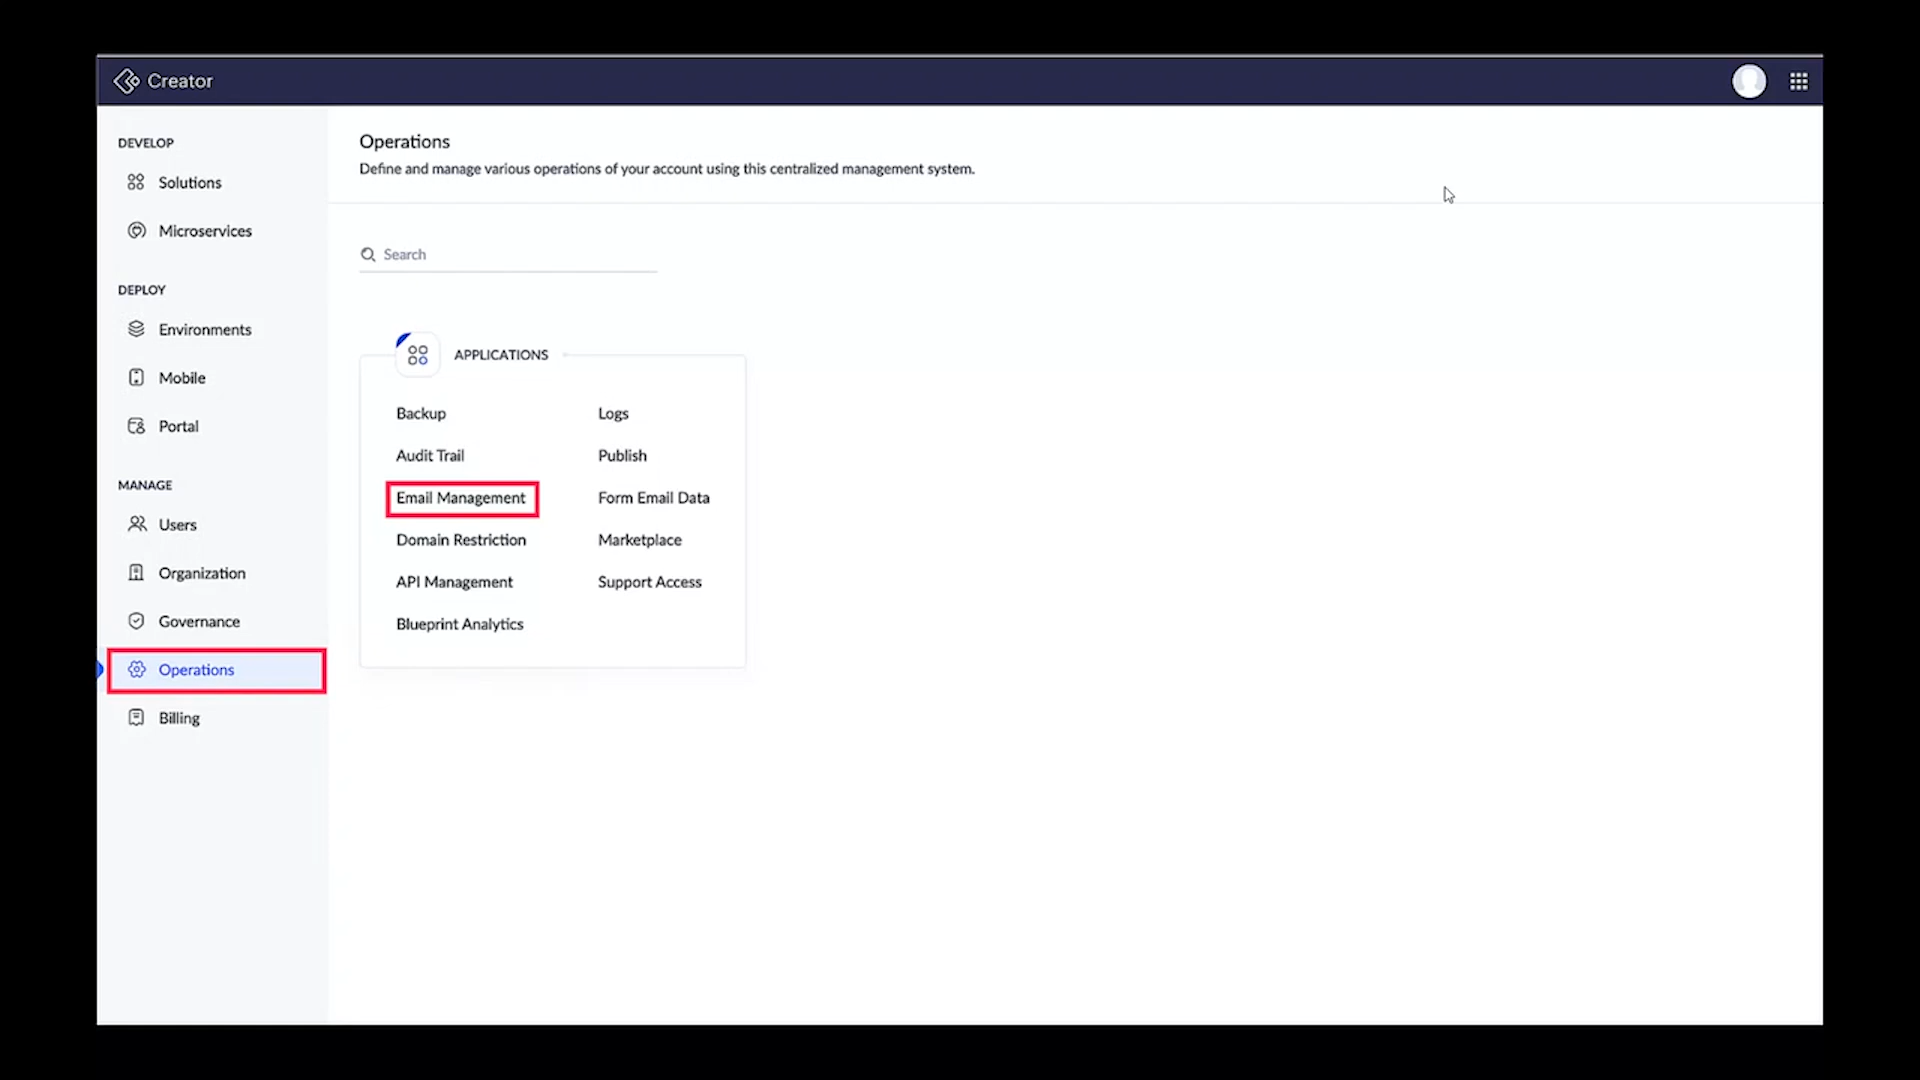 Creator
DEVELOP
Solutions
Microservices
DEPLOY
Environments
Mobile
Portal
MANAGE
Users
Organization
Governance
Operations
Billing
Operations
Define and manage various operations of your account using this centralized management system.
Search
APPLICATIONS
Backup
Logs
Audit Trail
Publish
Email Management
Form Email Data
Domain Restriction
Marketplace
API Management
Support Access
Blueprint Analytics